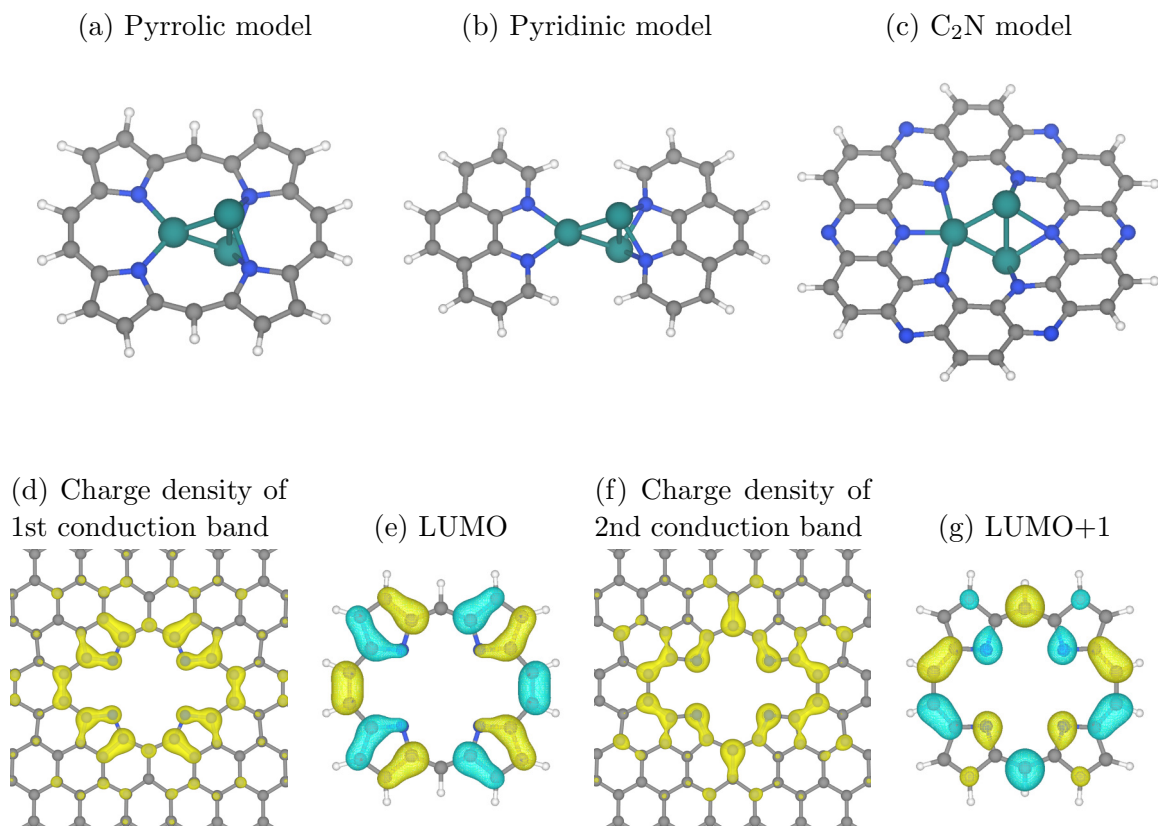 (a) Pyrrolic model
(b) Pyridinic model
(c) C₂N model
(d) Charge density of
1st conduction band
(e) LUMO
(f) Charge density of
2nd conduction band
(g) LUMO+1